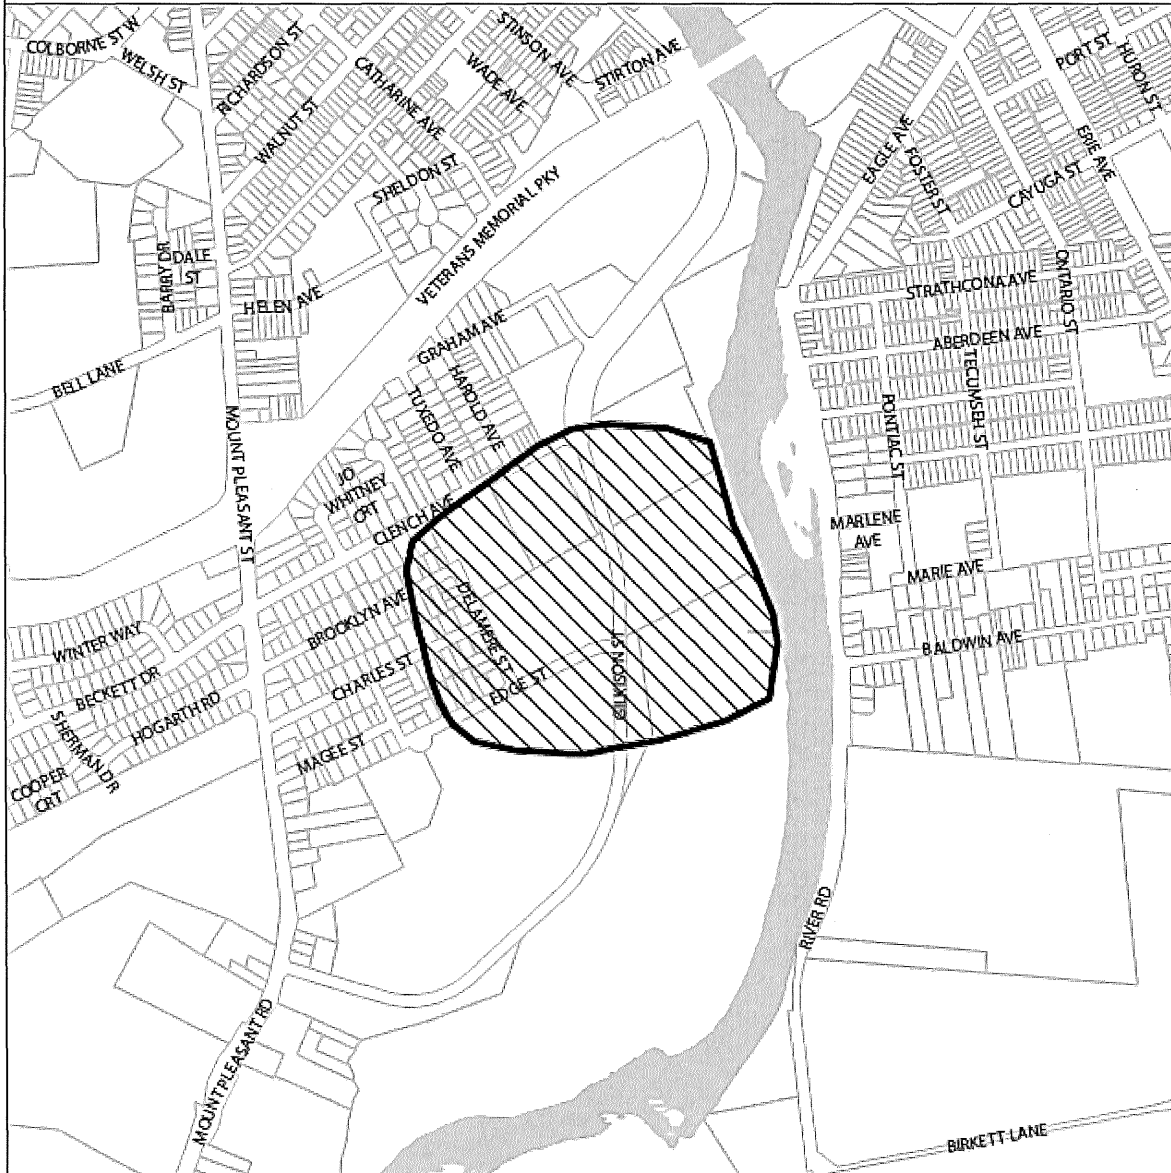 COLBORNE ST W
WELSH ST
RICHARDSON ST
CATHARINE AVE
STINSON AVE
WADE AVE
STIRTON AVE
PORT ST
HURON ST
WALNUT ST
EAGLE AVE
FOSTER ST
ERIE AVE
SHELDON ST
CAYUGA ST
VETERANS MEMORIAL PKY
BARRY DR
DALE
ST
HELEN AVE
STRATHCONA AVE
ONTARIO ST
GRAHAM AVE
ABERDEEN AVE
BELL LANE
HAROLD AVE
TECUMSEH ST
TUXEDO AVE
PONTIAC ST
MOUNT PLEASANT ST
JO
WHITNEY
CRT
CLENCH AVE
MARLENE
AVE
MARIE AVE
BROOKLYN AVE
DELAMERE ST
WINTER WAY
BALDWIN AVE
BECKETT DR
CHARLES ST
EDGE ST
GILKISON ST
HOGARTH RD
SHERMAN DR
MAGEE ST
COOPER
CRT
RIVER RD
MOUNT PLEASANT RD
BIRKETT LANE